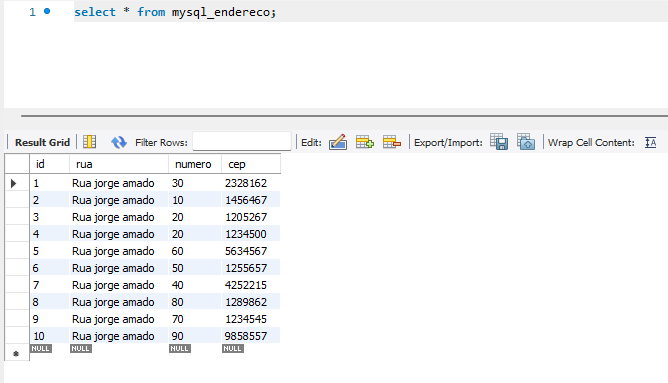 1 select * from mysql_endereco;
Result Grid Filter Rows: Edit: Export/Import: Wrap Cell Content:
id rua numero cep
1 Rua jorge amado 30 2328162
2 Rua jorge amado 10 1456467
3 Rua jorge amado 20 1205267
4 Rua jorge amado 20 1234500
5 Rua jorge amado 60 5634567
6 Rua jorge amado 50 1255657
7 Rua jorge amado 40 4252215
8 Rua jorge amado 80 1289862
9 Rua jorge amado 70 1234545
10 Rua jorge amado 90 9858557
NULL NULL NULL NULL